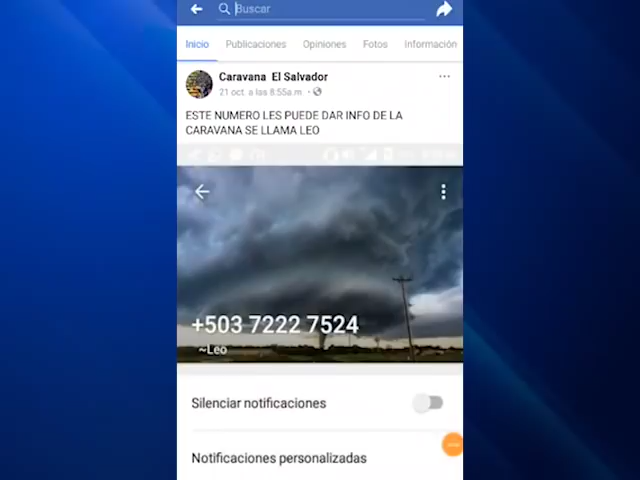 Buscar
Inicio Publicaciones Opiniones Fotos Información
Caravana El Salvador
21 oct. a las 8:55a.m.
ESTE NUMERO LES PUEDE DAR INFO DE LA
CARAVANA SE LLAMA LEO
+503 7222 7524
~Leo
Silenciar notificaciones
Notificaciones personalizadas